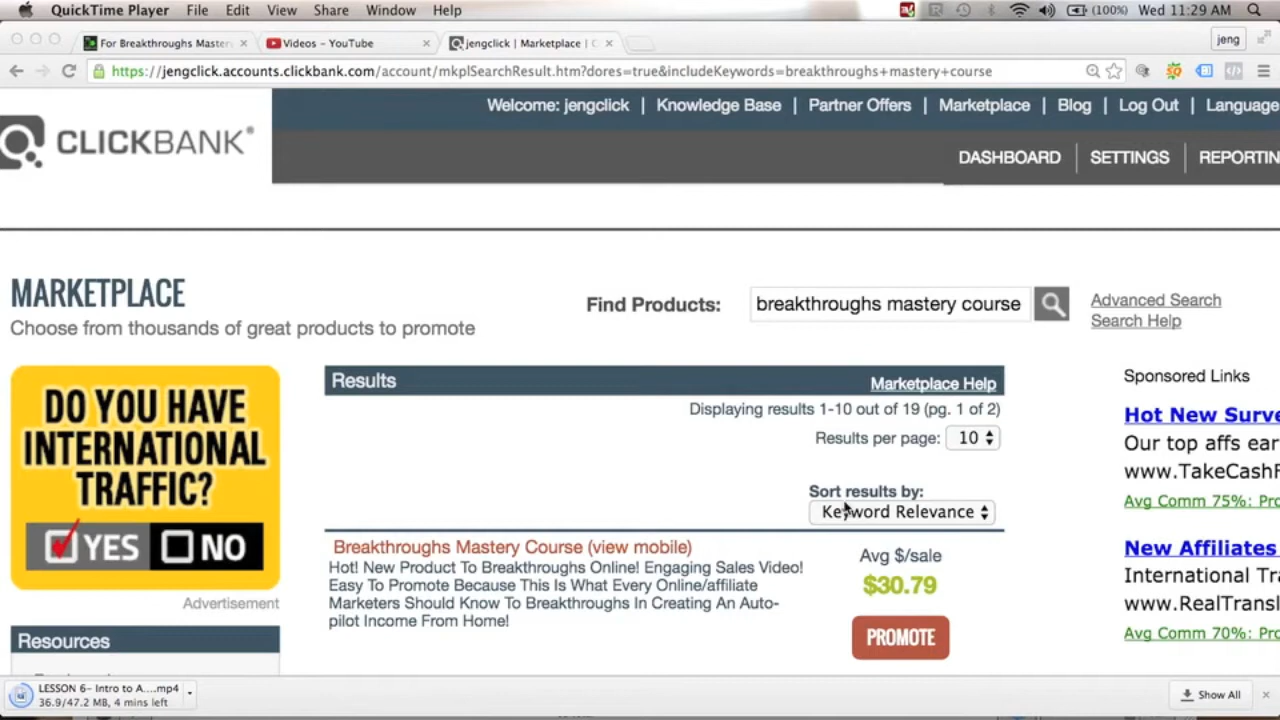 QuickTime Player File Edit View Share Window Help (100%) Wed 11:29 AM
For Breakthroughs Master Videos - YouTube jengclick | Marketplace | C jeng
https://jengclick.accounts.clickbank.com/account/mkplSearchResult.htm?dores=true&includeKeywords=breakthroughs+mastery+course
Welcome: jengclick | Knowledge Base | Partner Offers | Marketplace | Blog | Log Out | Language
CLICKBANK®
DASHBOARD SETTINGS REPORTIN
MARKETPLACE
Choose from thousands of great products to promote
Find Products: breakthroughs mastery course
Advanced Search
Search Help
DO YOU HAVE
INTERNATIONAL
TRAFFIC?
YES NO
Advertisement
Resources
Results Marketplace Help
Displaying results 1-10 out of 19 (pg. 1 of 2)
Results per page: 10
Sort results by:
Keyword Relevance
Breakthroughs Mastery Course (view mobile)
Hot! New Product To Breakthroughs Online! Engaging Sales Video!
Easy To Promote Because This Is What Every Online/affiliate
Marketers Should Know To Breakthroughs In Creating An Auto-
pilot Income From Home!
Avg $/sale
$30.79
PROMOTE
Sponsored Links
Hot New Surve
Our top affs ear
www.TakeCashF
Avg Comm 75%: Pro
New Affiliates
International Tra
www.RealTransl
Avg Comm 70%: Pro
LESSON 6- Intro to A....mp4
36.9/47.2 MB, 4 mins left
Show All